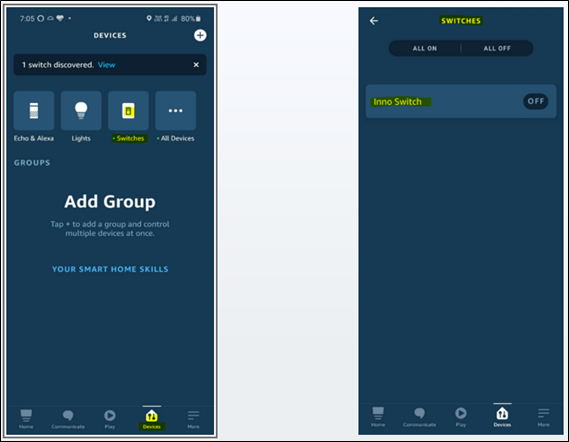 7:05 80%
DEVICES
1 switch discovered. View
Echo & Alexa Lights Switches All Devices
GROUPS
Add Group
Tap + to add a group and control
multiple devices at once.
YOUR SMART HOME SKILLS
Home Communicate Play Devices More
SWITCHES
ALL ON | ALL OFF
Inno Switch OFF
Home Communicate Play Devices More